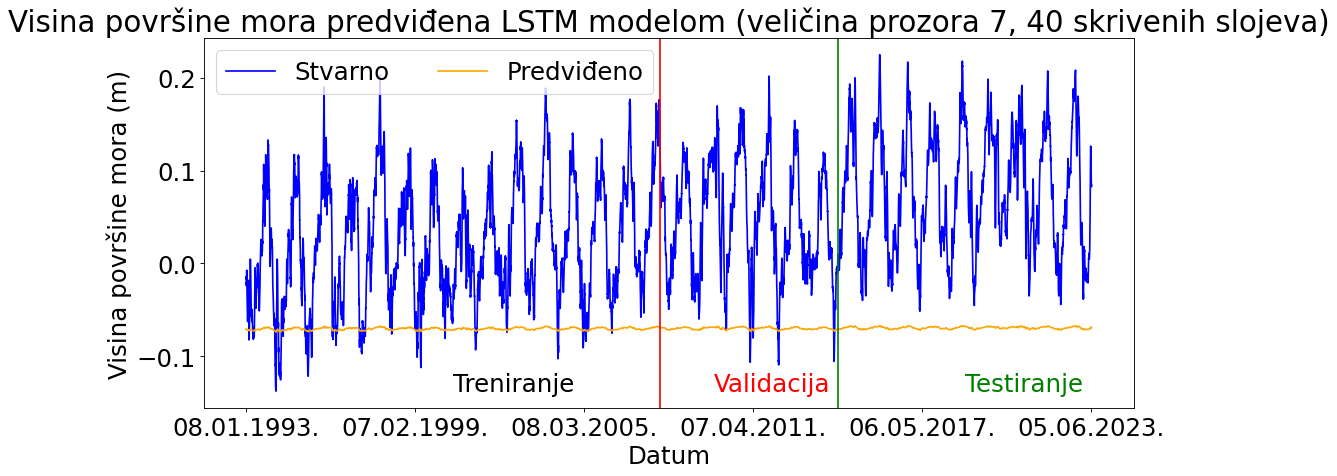 Visina površine mora predviđena LSTM modelom (veličina prozora 7, 40 skrivenih slojeva)
Stvarno
Predviđeno
Visina površine mora (m)
0.2
0.1
0.0
−0.1
Treniranje
Validacija
Testiranje
08.01.1993.
07.02.1999.
08.03.2005.
07.04.2011.
06.05.2017.
05.06.2023.
Datum